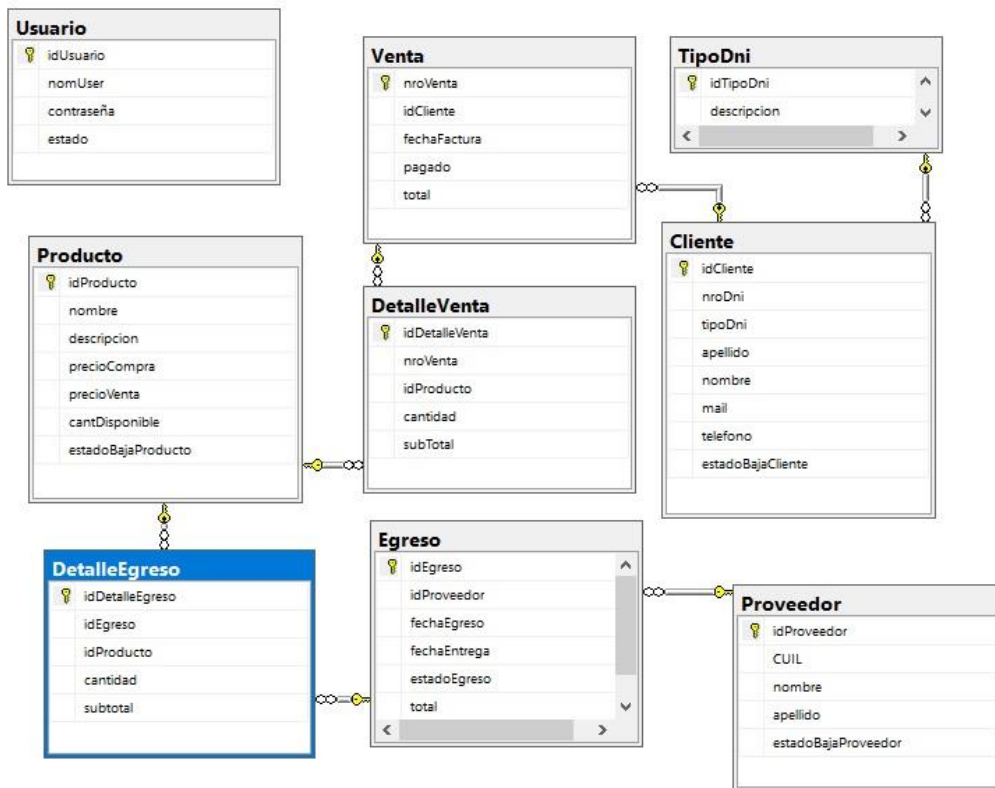 Usuario
idUsuario
nomUser
contraseña
estado
Venta
nroVenta
idCliente
fechaFactura
pagado
total
TipoDni
idTipoDni
descripcion
Producto
idProducto
nombre
descripcion
precioCompra
precioVenta
cantDisponible
estadoBajaProducto
DetalleVenta
idDetalleVenta
nroVenta
idProducto
cantidad
subTotal
Cliente
idCliente
nroDni
tipoDni
apellido
nombre
mail
telefono
estadoBajaCliente
DetalleEgreso
idDetalleEgreso
idEgreso
idProducto
cantidad
subtotal
Egreso
idEgreso
idProveedor
fechaEgreso
fechaEntrega
estadoEgreso
total
Proveedor
idProveedor
CUIL
nombre
apellido
estadoBajaProveedor